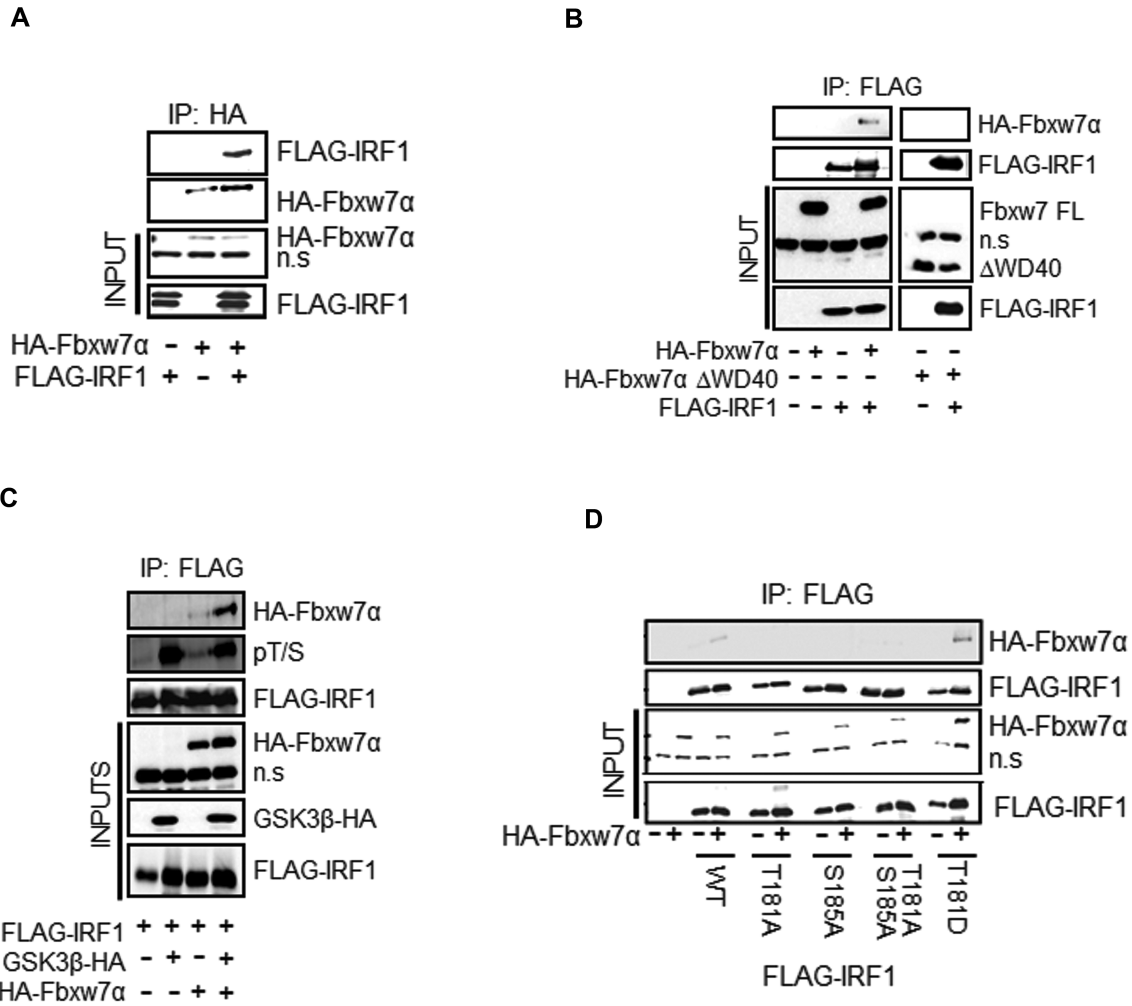 A
IP: HA
FLAG-IRF1
HA-Fbxw7α
HA-Fbxw7α
n.s
FLAG-IRF1
INPUT
HA-Fbxw7α - + +
FLAG-IRF1 + - +
B
IP: FLAG
HA-Fbxw7α
FLAG-IRF1
Fbxw7 FL
n.s
ΔWD40
FLAG-IRF1
INPUT
HA-Fbxw7α - + - + - -
HA-Fbxw7α ΔWD40 - - - - + +
FLAG-IRF1 - - + + - +
C
IP: FLAG
HA-Fbxw7α
pT/S
FLAG-IRF1
HA-Fbxw7α
n.s
GSK3β-HA
FLAG-IRF1
INPUTS
FLAG-IRF1 + + + +
GSK3β-HA - + - +
HA-Fbxw7α - - + +
D
IP: FLAG
HA-Fbxw7α
FLAG-IRF1
HA-Fbxw7α
n.s
FLAG-IRF1
INPUT
HA-Fbxw7α - + - + - + - + - + - +
WT
T181A
S185A
T181A
S185A
T181D
FLAG-IRF1